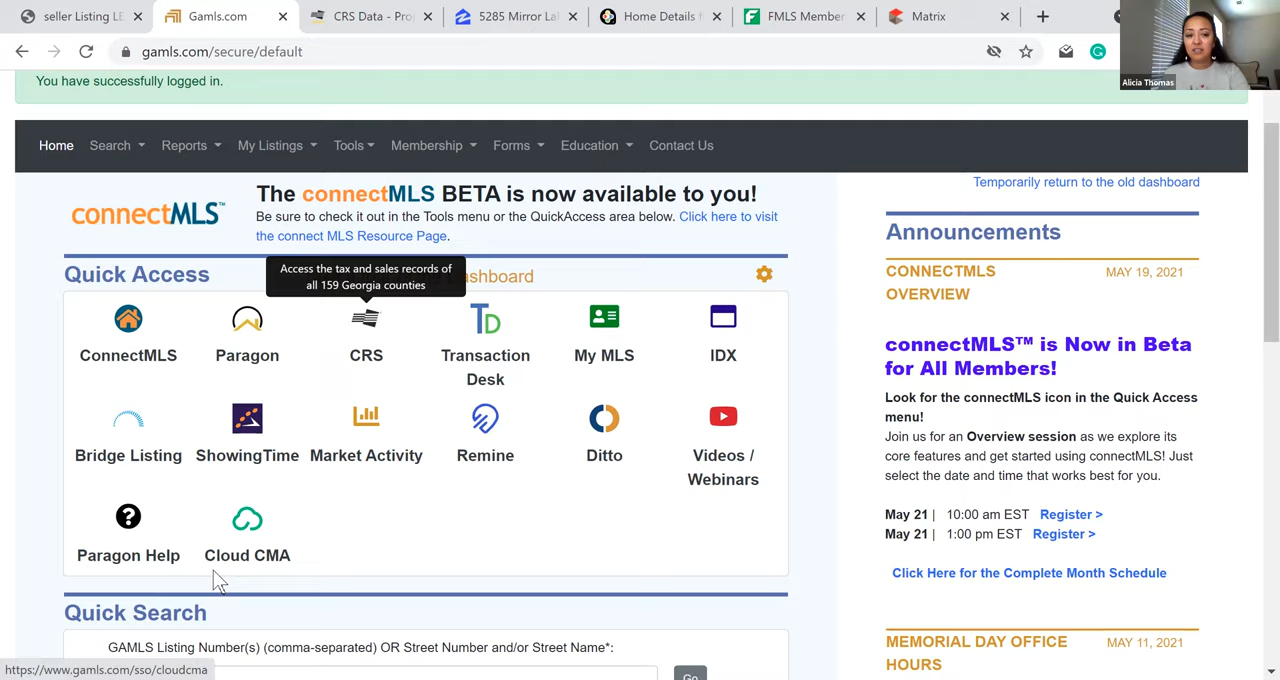 seller Listing LE
Gamls.com
CRS Data - Pro
5285 Mirror La
Home Details f
FMLS Member
Matrix
gamls.com/secure/default
Alicia Thomas
You have successfully logged in.
Home
Search
Reports
My Listings
Tools
Membership
Forms
Education
Contact Us
connectMLS
The connectMLS BETA is now available to you!
Be sure to check it out in the Tools menu or the QuickAccess area below. Click here to visit
the connect MLS Resource Page.
Temporarily return to the old dashboard
Quick Access
Access the tax and sales records of
all 159 Georgia counties
ashboard
ConnectMLS
Paragon
CRS
Transaction
Desk
My MLS
IDX
Bridge Listing
ShowingTime
Market Activity
Remine
Ditto
Videos /
Webinars
Paragon Help
Cloud CMA
Quick Search
GAMLS Listing Number(s) (comma-separated) OR Street Number and/or Street Name*:
Go
https://www.gamls.com/sso/cloudcma
Announcements
CONNECTMLS
OVERVIEW
MAY 19, 2021
connectMLS™ is Now in Beta
for All Members!
Look for the connectMLS icon in the Quick Access
menu!
Join us for an Overview session as we explore its
core features and get started using connectMLS! Just
select the date and time that works best for you.
May 21 | 10:00 am EST Register >
May 21 | 1:00 pm EST Register >
Click Here for the Complete Month Schedule
MEMORIAL DAY OFFICE
HOURS
MAY 11, 2021